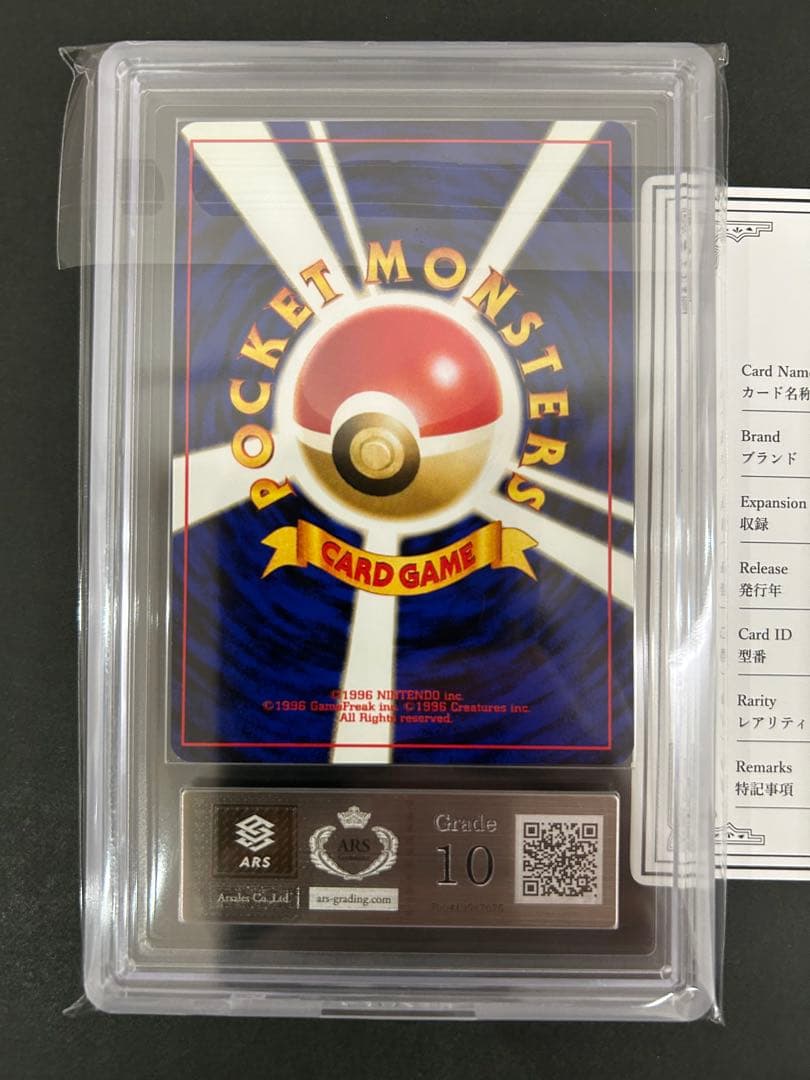 POCKET MONSTERS
CARD GAME
©1996 NINTENDO inc.
©1996 GameFreak inc. ©1996 Creatures inc.
All Rights reserved.
ARS
Arsales Co.,Ltd.
ARS
ars-grading.com
Grade
10
Card Name
カード名称
Brand
ブランド
Expansion
収録
Release
発行年
Card ID
型番
Rarity
レアリティ
Remarks
特記事項